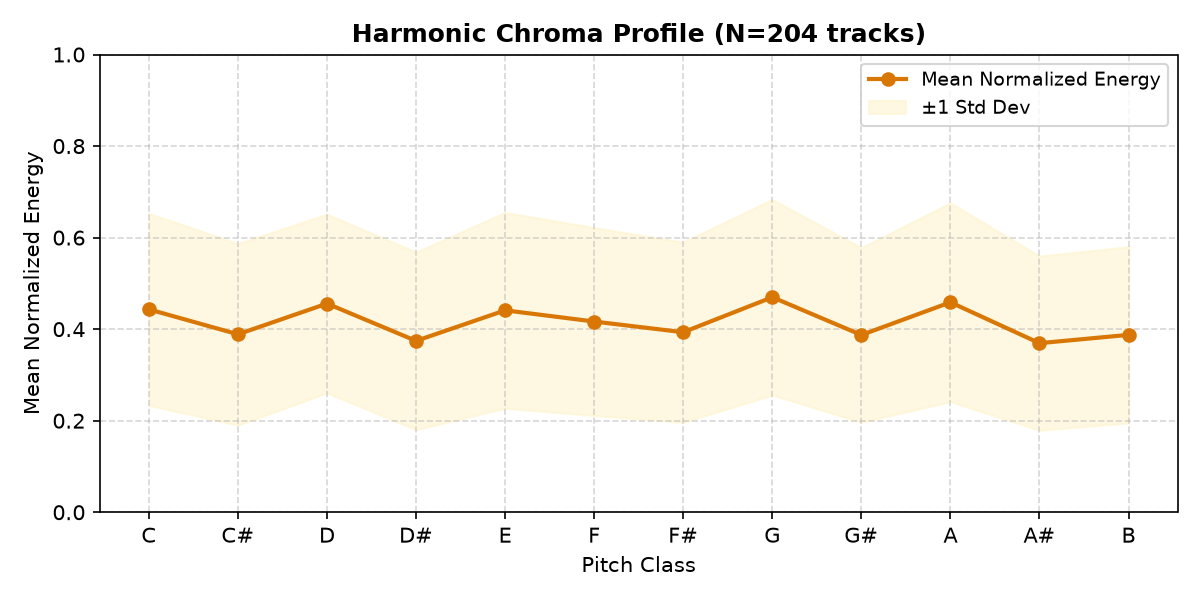 Harmonic Chroma Profile (N=204 tracks)
Mean Normalized Energy
±1 Std Dev
Mean Normalized Energy
1.0
0.8
0.6
0.4
0.2
0.0
C C# D D# E F F# G G# A A# B
Pitch Class